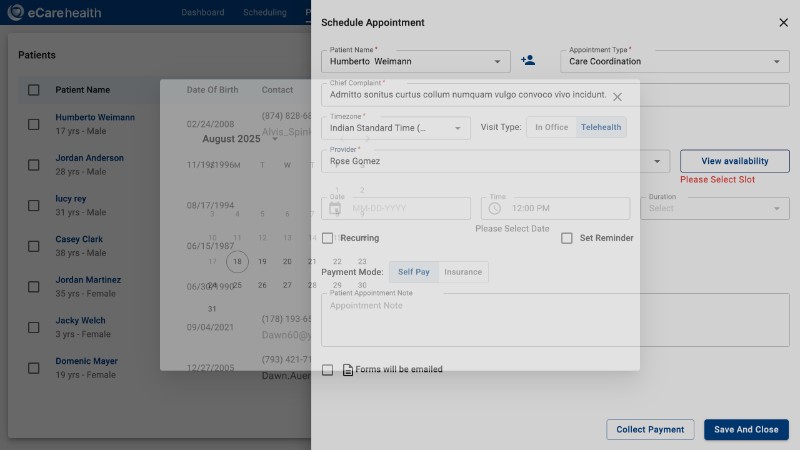 eCarehealth
Dashboard
Scheduling
Schedule Appointment
Patients
Patient Name
Date Of Birth
Contact
Humberto Weimann
17 yrs - Male
02/24/2008
(874) 828-6
Jordan Anderson
28 yrs - Male
11/19/1996
lucy rey
31 yrs - Male
08/17/1994
Casey Clark
38 yrs - Male
06/15/1987
Jordan Martinez
35 yrs - Female
06/30/1990
Jacky Welch
3 yrs - Female
09/04/2021
(178) 193-65
Dawn60@y
Domenic Mayer
19 yrs - Female
12/27/2005
(793) 421-71
Dawn.Auer
August 2025
M T W T F S
1 2
3 4 5 6 7 8 9
10 11 12 13 14 15 16
17 18 19 20 21 22 23
24 25 26 27 28 29 30
31
Patient Name *
Humberto Weimann
Appointment Type *
Care Coordination
Chief Complaint *
Admitto sonitus curtus collum numquam vulgo convoco vivo incidunt.
Timezone *
Indian Standard Time (...
Visit Type:
In Office
Telehealth
Provider *
Rose Gomez
View availability
Please Select Slot
Date
MM-DD-YYYY
Time
12:00 PM
Duration
Select
Please Select Date
Recurring
Set Reminder
Payment Mode:
Self Pay
Insurance
Patient Appointment Note
Appointment Note
Forms will be emailed
Collect Payment
Save And Close